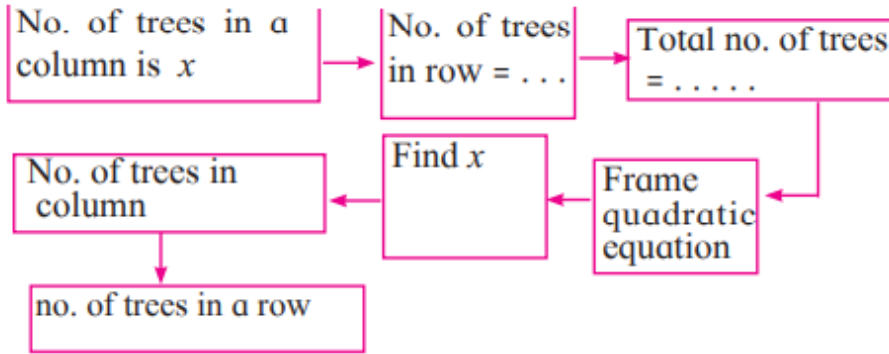 No. of trees in a
column is x
No. of trees
in row = . . .
Total no. of trees
= . . . . .
Frame
quadratic
equation
Find x
No. of trees in
column
no. of trees in a row